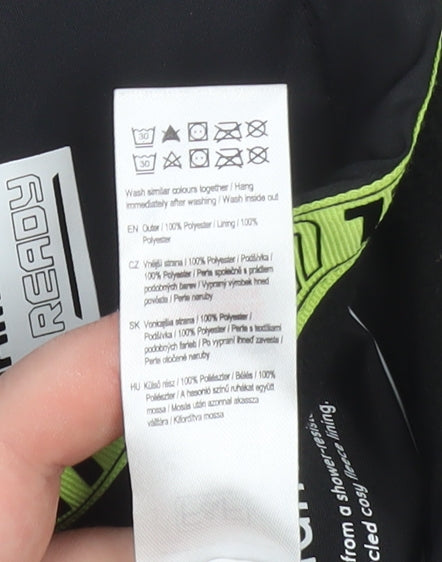 30
30
Wash similar colours together / Hang
immediately after washing / Wash inside out
EN Outer / 100% Polyester / Lining / 100%
Polyester
CZ Vnější strana / 100% Polyester / Podšívka /
100% Polyester / Perte společně s prádlem
podobných barev / Vypraný výrobek hned
pověste / Perte naruby
SK Vonkajšia strana / 100% Polyester /
Podšívka / 100% Polyester / Perte s textíliami
podobných farieb / Po vypraní ihneď zaveste /
Perte otočené naruby
HU Külső rész / 100% Poliészter / Bélés / 100%
Poliészter / A hasonló színű ruhákat együtt
mossa / Mosás után azonnal akassza
szárítára / Kifordítva mossa
READY
from a shower-resis
cled cosy fleece lining.